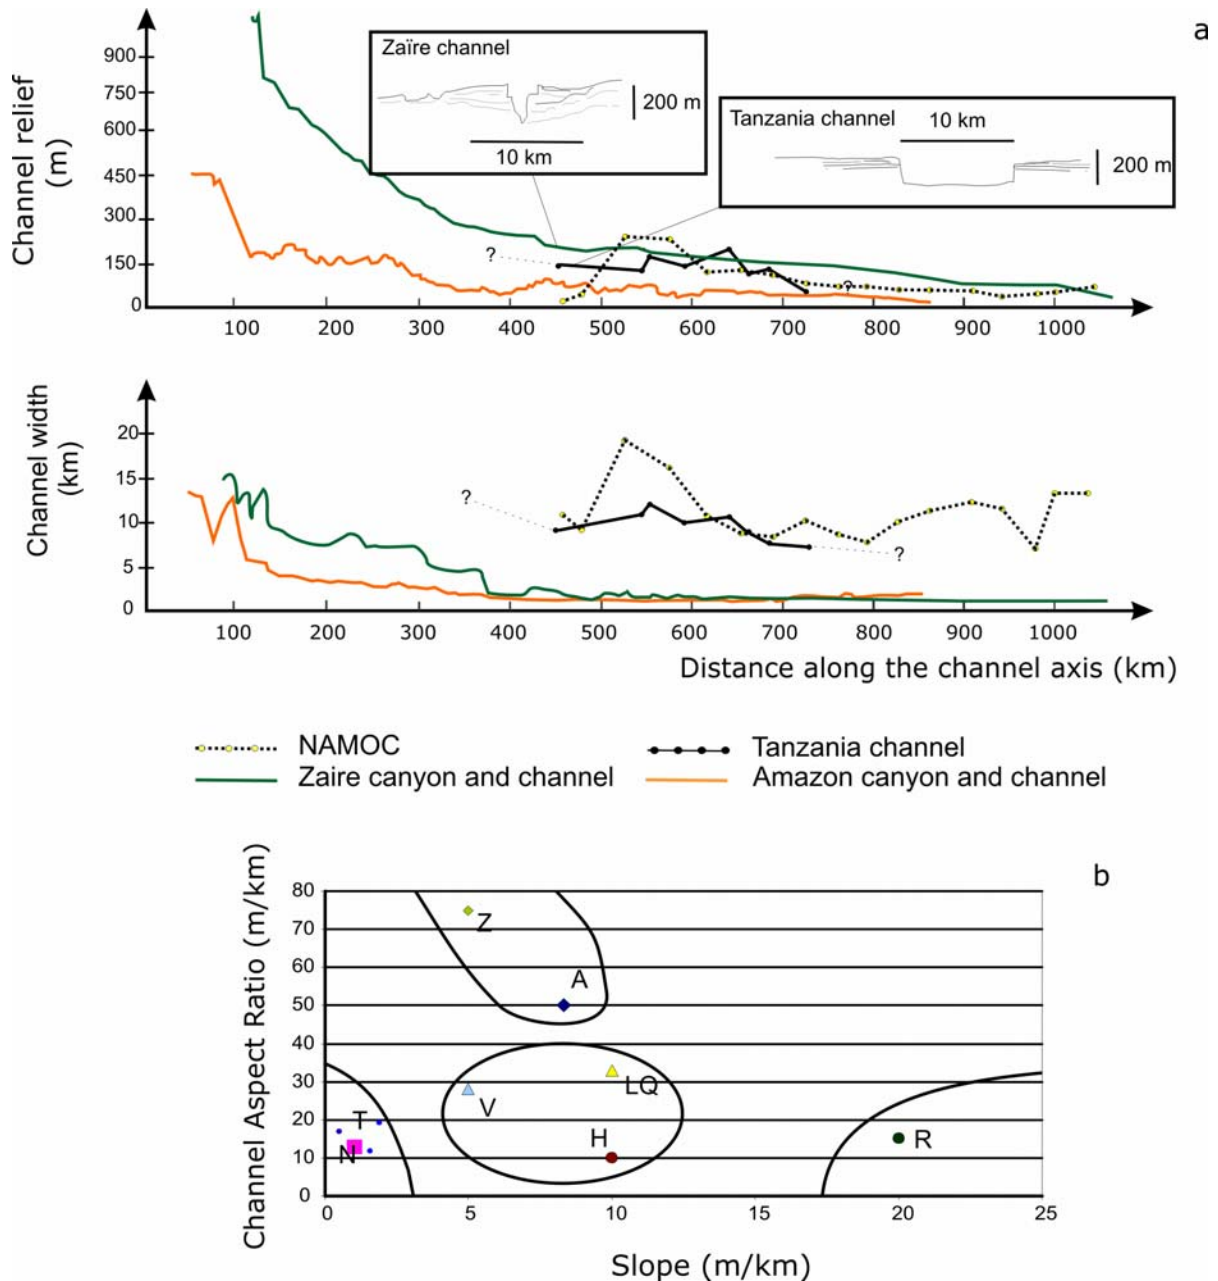 a
Channel relief
(m)
900
750
600
450
300
150
0
Zaïre channel
200 m
10 km
Tanzania channel
10 km
200 m
?
?
100 200 300 400 500 600 700 800 900 1000
Channel width
(km)
20
15
10
5
0
?
?
100 200 300 400 500 600 700 800 900 1000
Distance along the channel axis (km)
NAMOC
Tanzania channel
Zaire canyon and channel
Amazon canyon and channel
b
Channel Aspect Ratio (m/km)
80
70
60
50
40
30
20
10
0
Z
A
V
LQ
T
N
H
R
0 5 10 15 20 25
Slope (m/km)